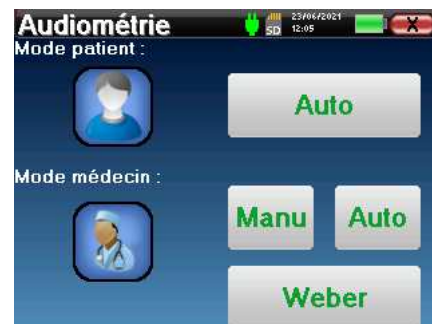 Audiométrie
SD
23/06/2021
12:05
X
Mode patient :
Auto
Mode médecin :
Manu
Auto
Weber